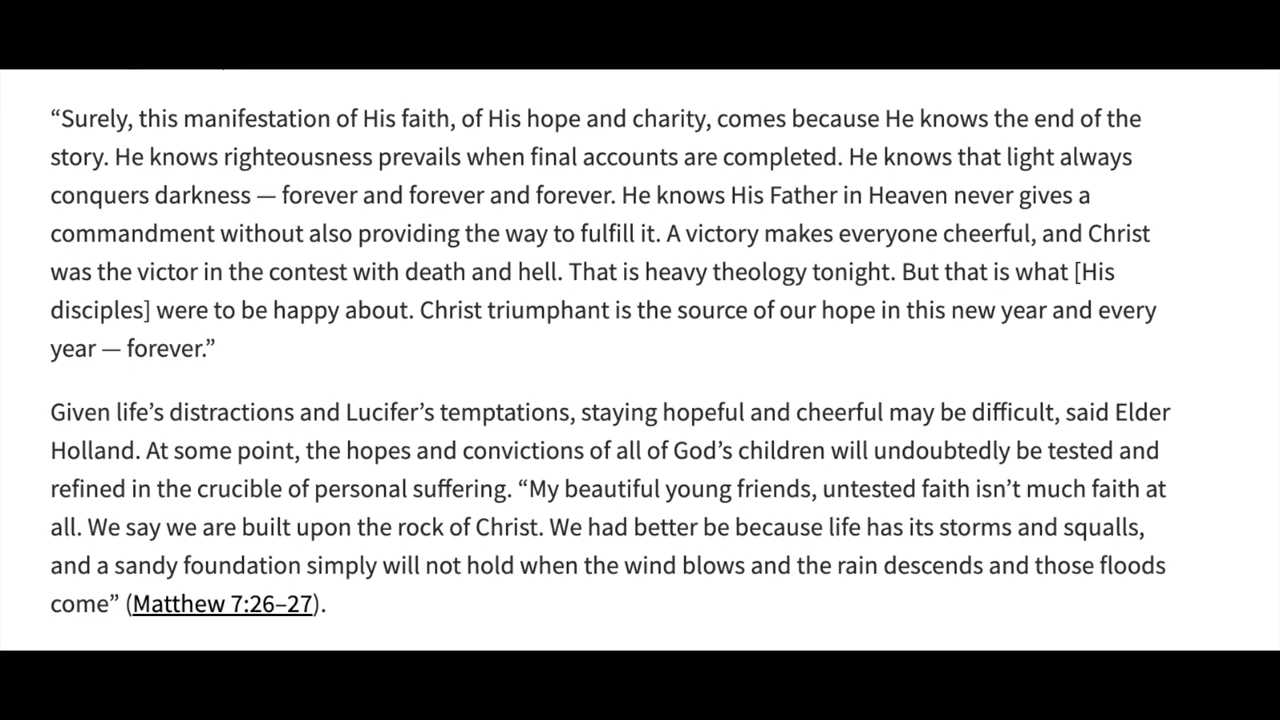 “Surely, this manifestation of His faith, of His hope and charity, comes because He knows the end of the
story. He knows righteousness prevails when final accounts are completed. He knows that light always
conquers darkness — forever and forever and forever. He knows His Father in Heaven never gives a
commandment without also providing the way to fulfill it. A victory makes everyone cheerful, and Christ
was the victor in the contest with death and hell. That is heavy theology tonight. But that is what [His
disciples] were to be happy about. Christ triumphant is the source of our hope in this new year and every
year — forever.”
Given life’s distractions and Lucifer’s temptations, staying hopeful and cheerful may be difficult, said Elder
Holland. At some point, the hopes and convictions of all of God’s children will undoubtedly be tested and
refined in the crucible of personal suffering. “My beautiful young friends, untested faith isn’t much faith at
all. We say we are built upon the rock of Christ. We had better be because life has its storms and squalls,
and a sandy foundation simply will not hold when the wind blows and the rain descends and those floods
come” (Matthew 7:26–27).